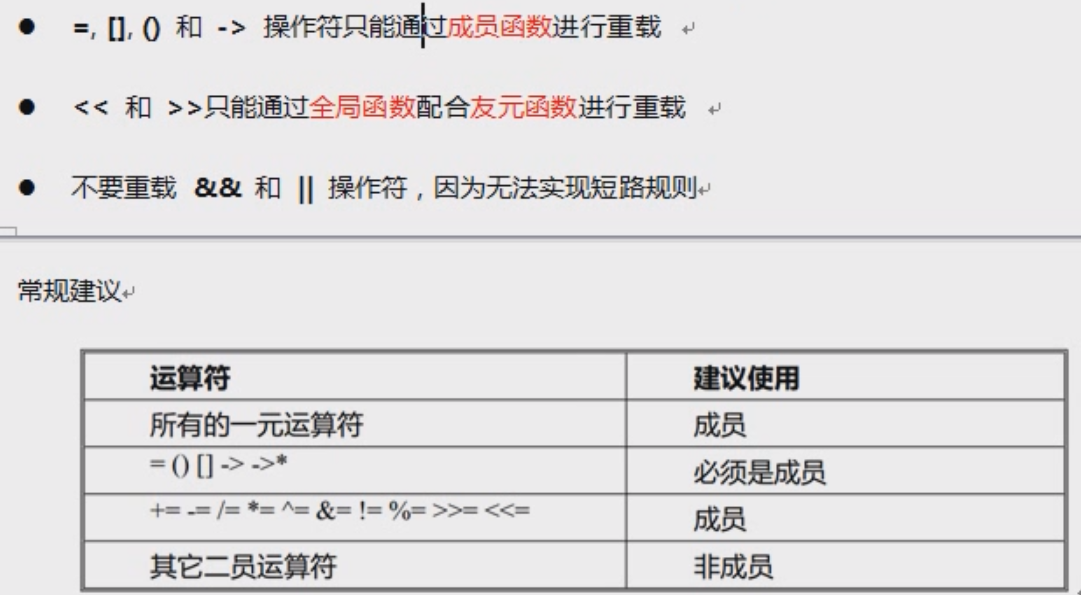 ● =, [], () 和 -> 操作符只能通过成员函数进行重载 ↵
● << 和 >>只能通过全局函数配合友元函数进行重载 ↵
● 不要重载 && 和 || 操作符，因为无法实现短路规则↵
常规建议↵
运算符 建议使用
所有的一元运算符 成员
= () [] -> ->* 必须是成员
+= -= /= *= ^= &= != %= >>= <<= 成员
其它二员运算符 非成员